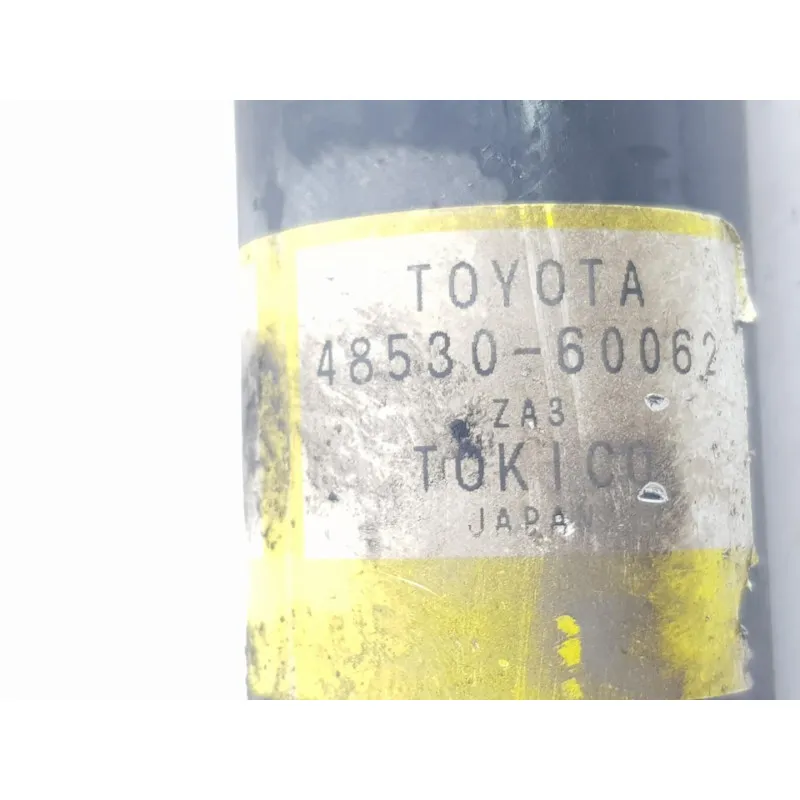 TOYOTA
48530-60062
ZA3
TOKICO
JAPAN